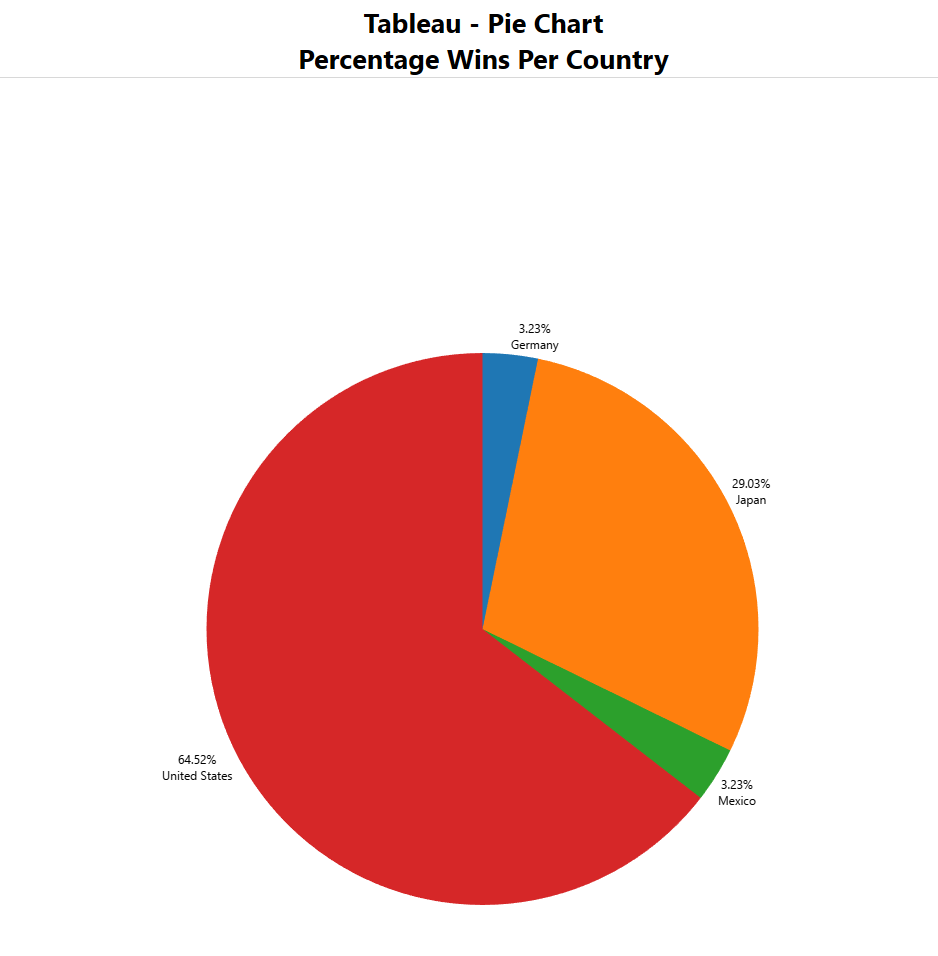 Tableau - Pie Chart
Percentage Wins Per Country
3.23%
Germany
29.03%
Japan
64.52%
United States
3.23%
Mexico